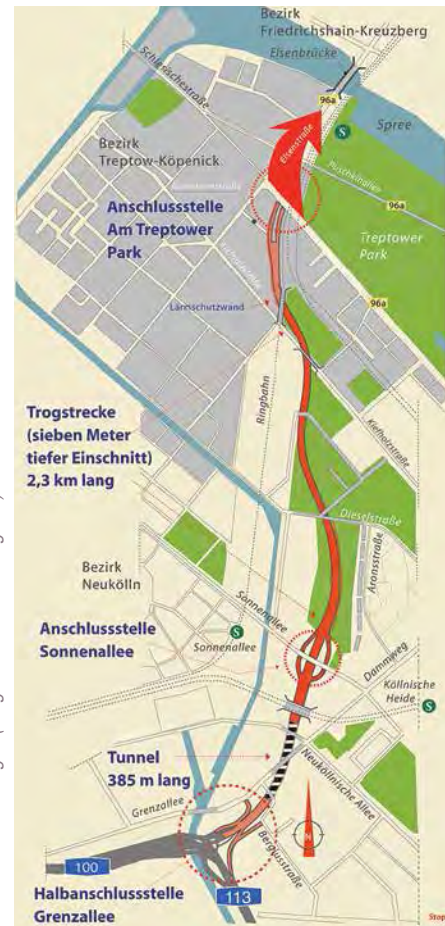 Bezirk
Friedrichshain-Kreuzberg
Elsenbrücke
Schlesischestraße
96a
S
Spree
Elsenstraße
Bezirk
Treptow-Köpenick
Puschkinallee
96a
Anschlussstelle
Am Treptower
Park
Treptower
Park
Lärmschutzwand
96a
Ringbahn
Kiefholzstraße
Trogstrecke
(sieben Meter
tiefer Einschnitt)
2,3 km lang
Dieselstraße
Aronsstraße
Bezirk
Neukölln
Sonnenallee
Anschlussstelle
Sonnenallee
S
Sonnenallee
Dammweg
Köllnische
Heide
S
Tunnel
385 m lang
Neuköllnische Allee
Grenzallee
Bergiusstraße
N
100
113
Halbanschlussstelle
Grenzallee
Stop